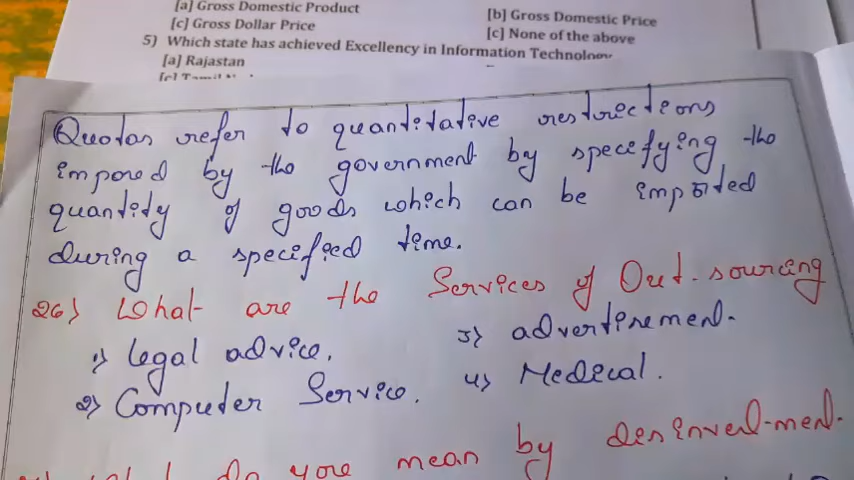 [a] Gross Domestic Product
[b] Gross Domestic Price
[c] Gross Dollar Price
[c] None of the above
5) Which state has achieved Excellency in Information Technology
[a] Rajastan
Quotas refer to quantitative restrictions
imposed by the government by specifying the
quantity of goods which can be imported
during a specified time.
26) What are the Services of Out-sourcing
1) legal advice.
3) advertisement.
2) Computer Service.
4) Medical.
do you mean by desinvestment